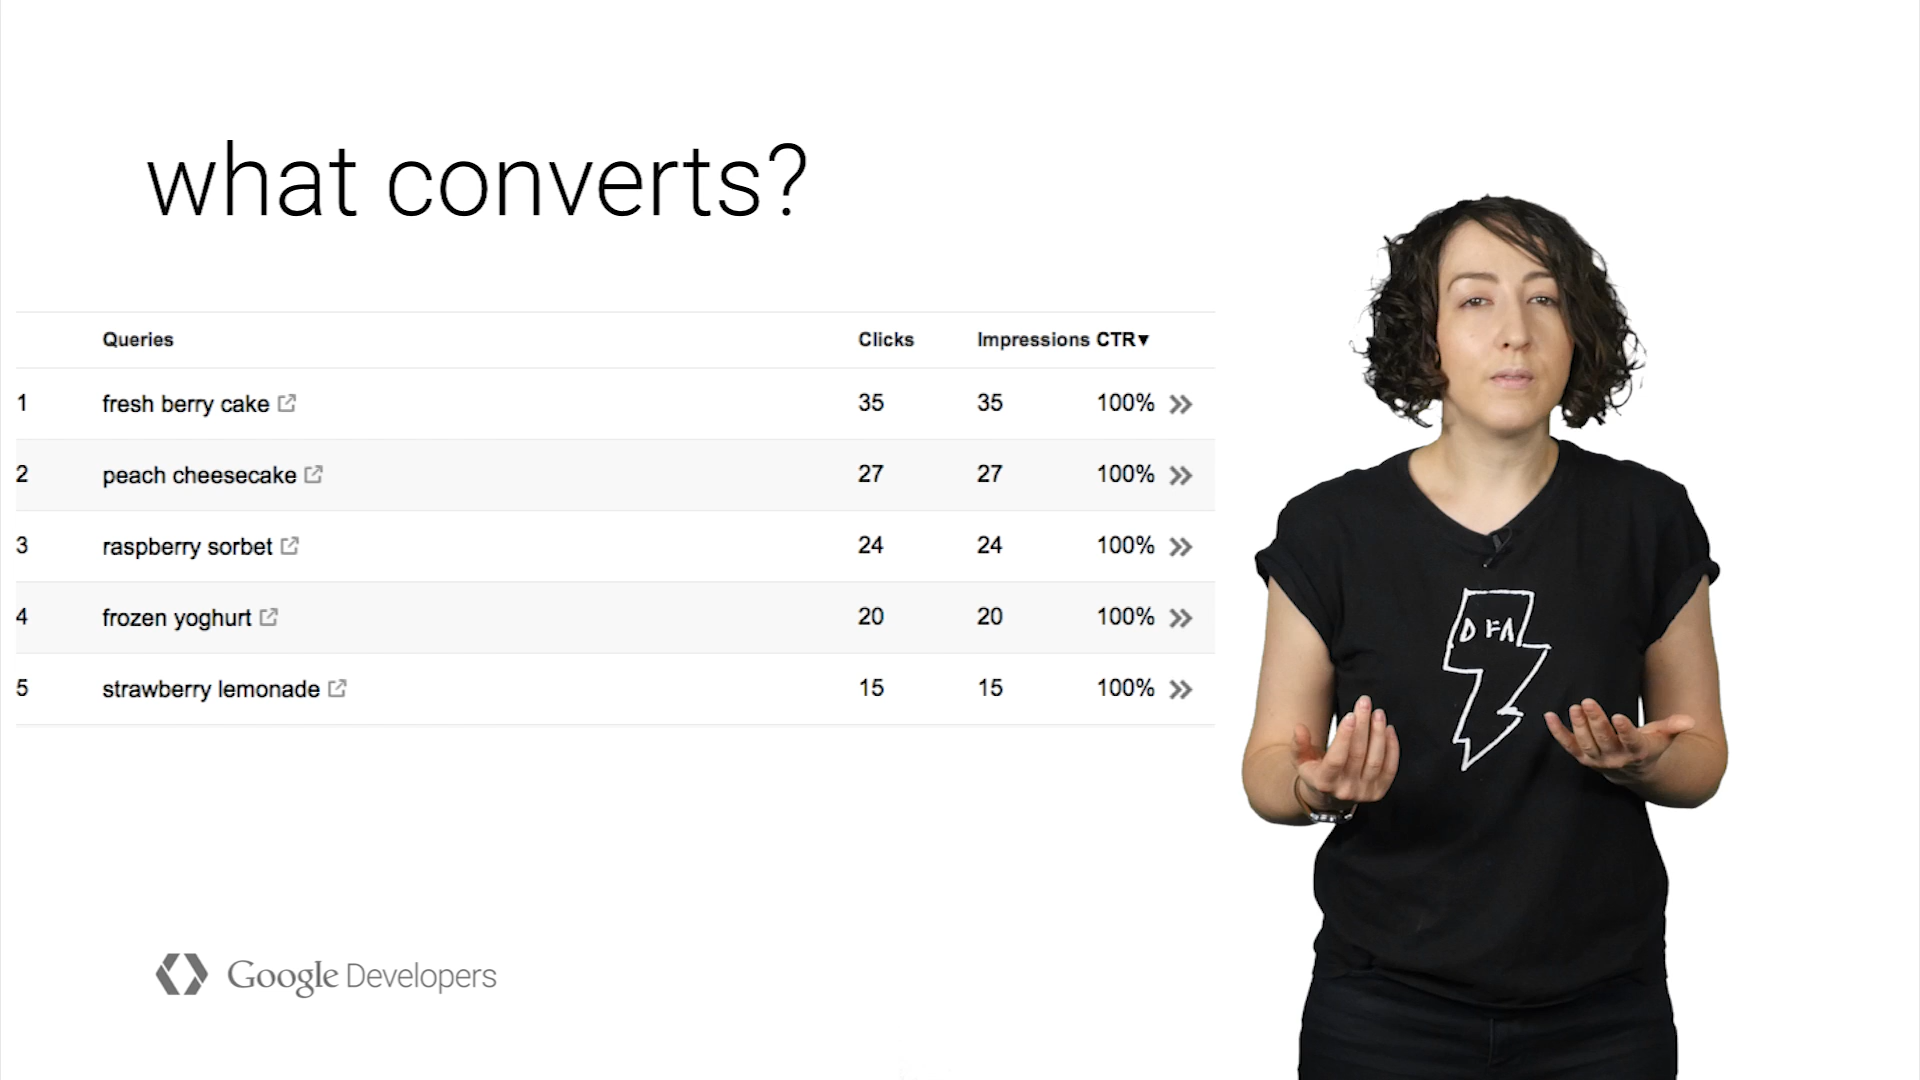 what converts?
Queries Clicks Impressions CTR▼
1 fresh berry cake 35 35 100%
2 peach cheesecake 27 27 100%
3 raspberry sorbet 24 24 100%
4 frozen yoghurt 20 20 100%
5 strawberry lemonade 15 15 100%
DFA
Google Developers